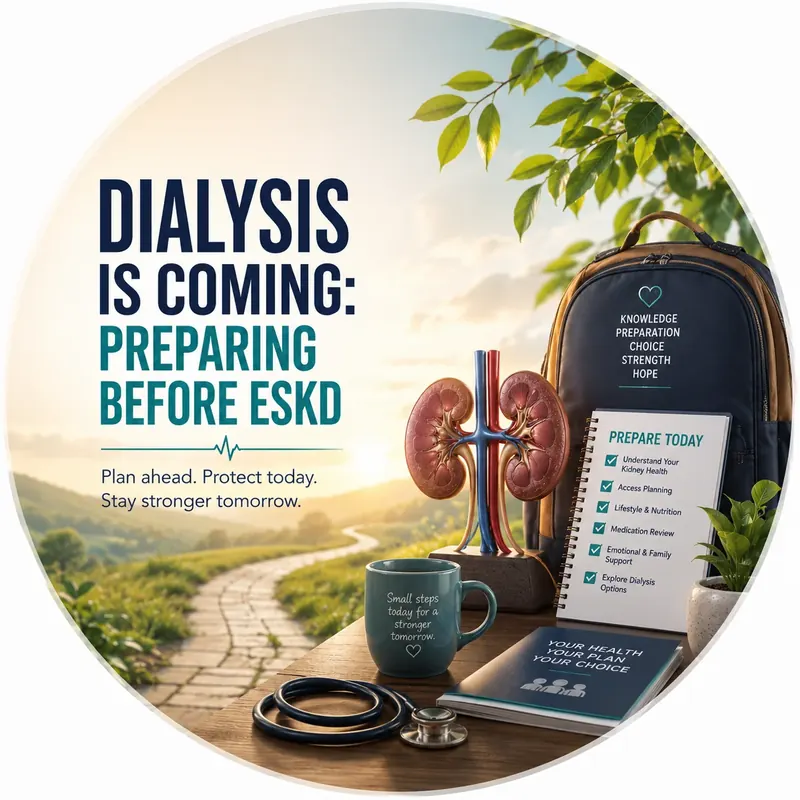 DIALYSIS
IS COMING:
PREPARING
BEFORE ESKD
Plan ahead. Protect today.
Stay stronger tomorrow.
KNOWLEDGE
PREPARATION
CHOICE
STRENGTH
HOPE
PREPARE TODAY
Understand Your
Kidney Health
Access Planning
Lifestyle & Nutrition
Medication Review
Emotional & Family
Support
Explore Dialysis
Options
Small steps
today for a
stronger
tomorrow.
YOUR HEALTH
YOUR PLAN
YOUR CHOICE